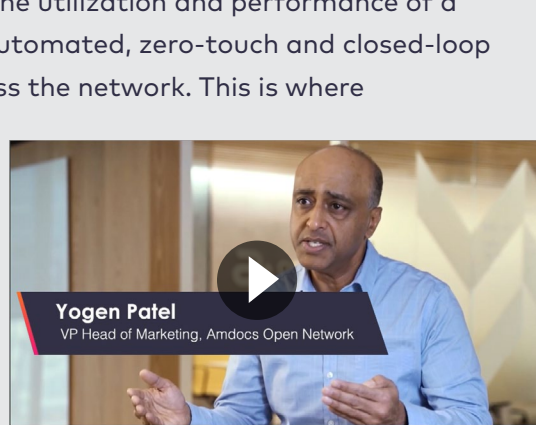 he utilization and performance of a
utomated, zero-touch and closed-loop
ss the network. This is where
Yogen Patel
VP Head of Marketing, Amdocs Open Network